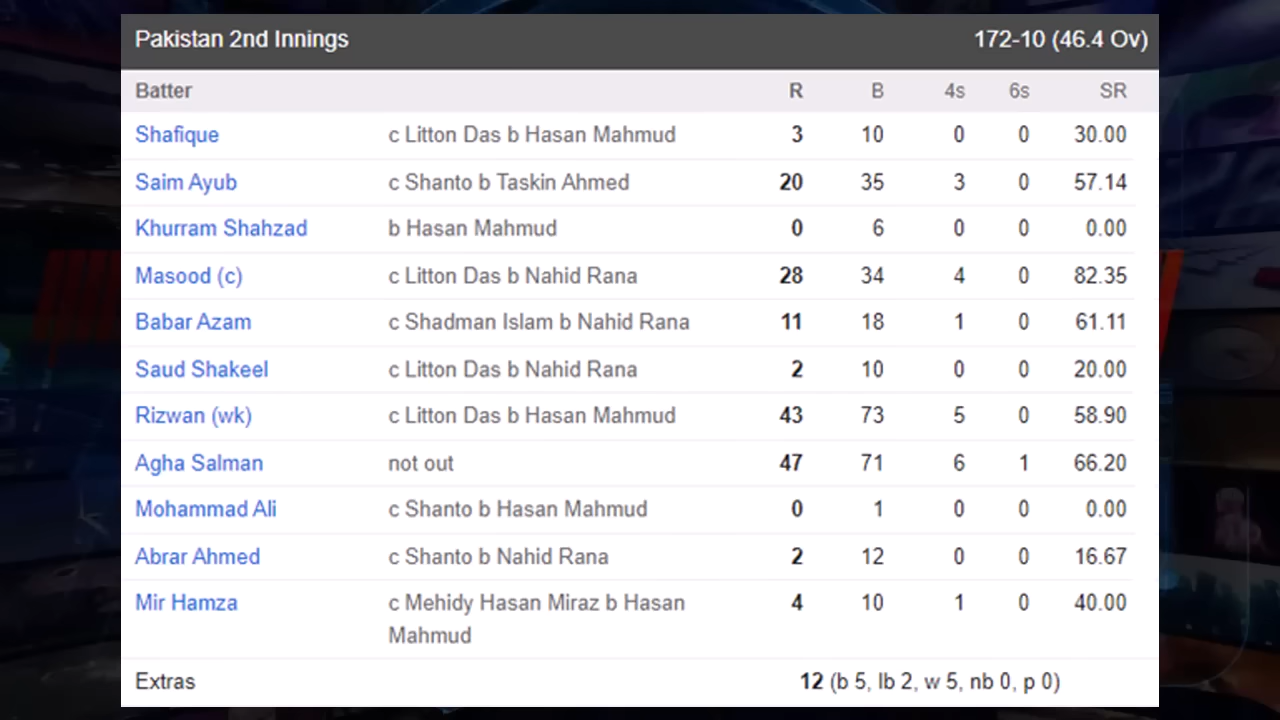 Pakistan 2nd Innings 172-10 (46.4 Ov)
Batter R B 4s 6s SR
Shafique c Litton Das b Hasan Mahmud 3 10 0 0 30.00
Saim Ayub c Shanto b Taskin Ahmed 20 35 3 0 57.14
Khurram Shahzad b Hasan Mahmud 0 6 0 0 0.00
Masood (c) c Litton Das b Nahid Rana 28 34 4 0 82.35
Babar Azam c Shadman Islam b Nahid Rana 11 18 1 0 61.11
Saud Shakeel c Litton Das b Nahid Rana 2 10 0 0 20.00
Rizwan (wk) c Litton Das b Hasan Mahmud 43 73 5 0 58.90
Agha Salman not out 47 71 6 1 66.20
Mohammad Ali c Shanto b Hasan Mahmud 0 1 0 0 0.00
Abrar Ahmed c Shanto b Nahid Rana 2 12 0 0 16.67
Mir Hamza c Mehidy Hasan Miraz b Hasan 4 10 1 0 40.00
Mahmud
Extras 12 (b 5, lb 2, w 5, nb 0, p 0)